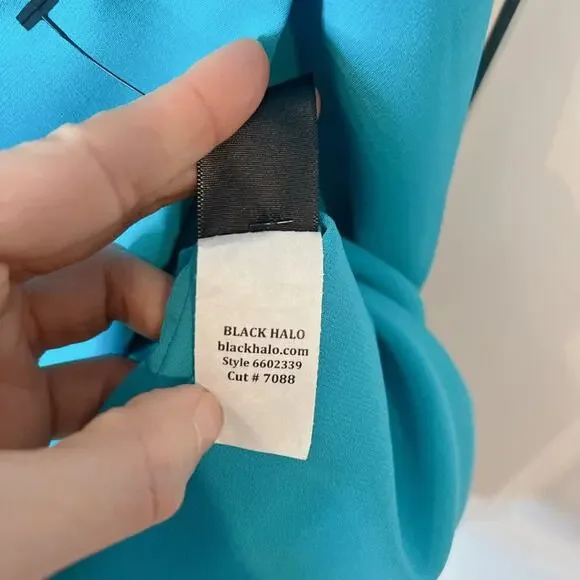 BLACK HALO
blackhalo.com
Style 6602339
Cut # 7088